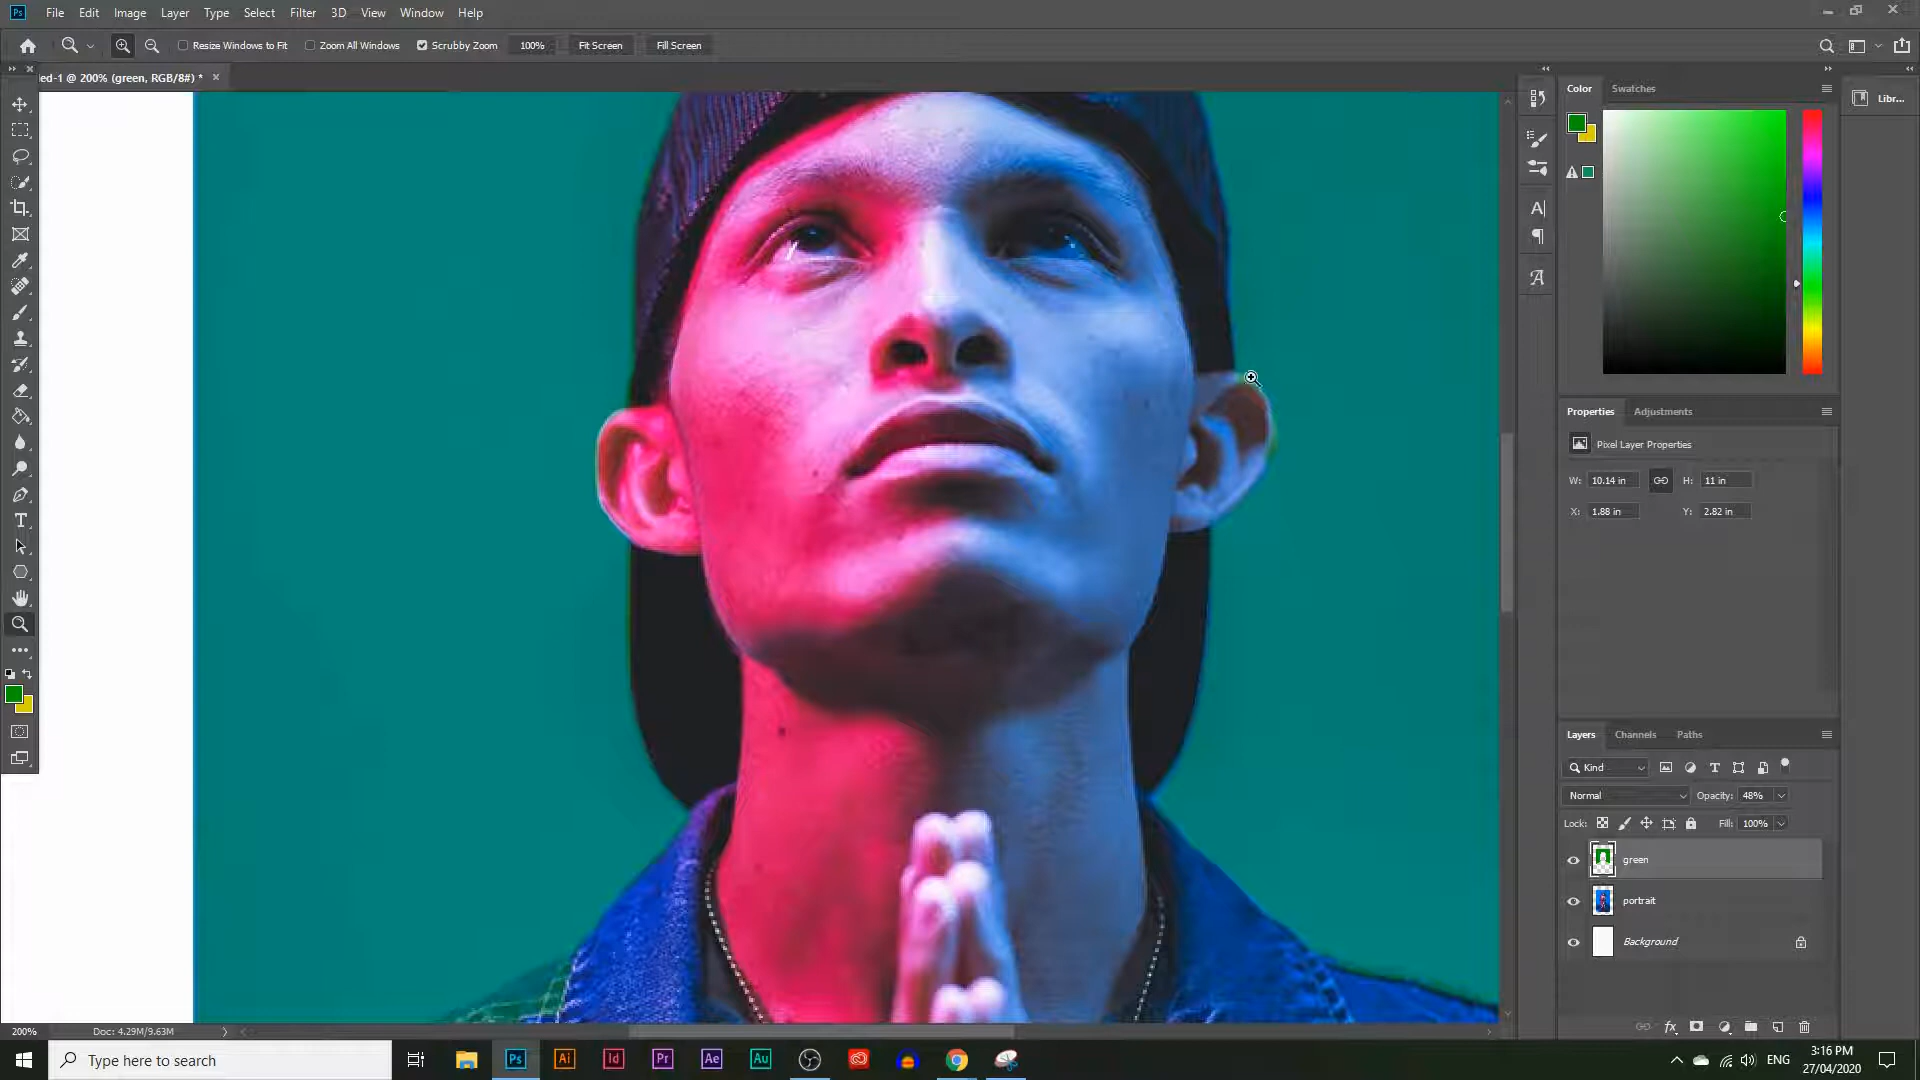 Ps File Edit Image Layer Type Select Filter 3D View Window Help
Resize Windows to Fit Zoom All Windows Scrubby Zoom 100% Fit Screen Fill Screen
led-1 @ 200% (green, RGB/8#) *
Color Swatches
Libr...
Properties Adjustments
Pixel Layer Properties
W: 10.14 in H: 11 in
X: 1.88 in Y: 2.82 in
Layers Channels Paths
Kind
Normal Opacity: 48%
Lock: Fill: 100%
green
portrait
Background
200% Doc: 4.29M/9.63M
Type here to search
Ps Ai Id Pr Ae Au
ENG
3:16 PM
27/04/2020